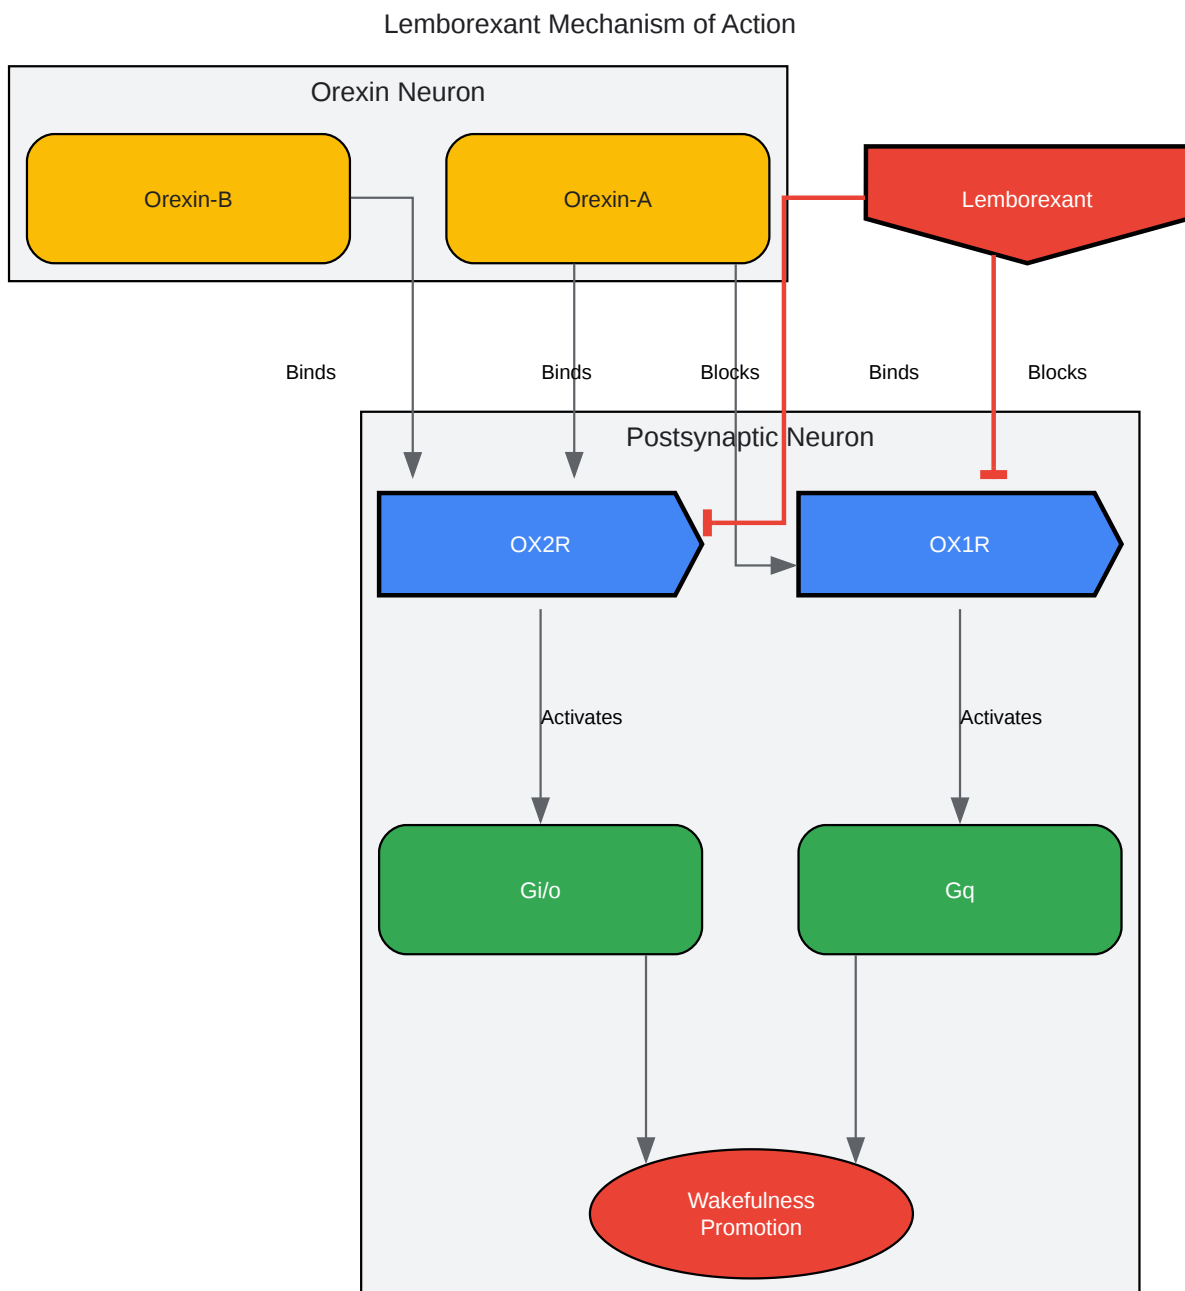 Lemborexant Mechanism of Action
Orexin Neuron
Orexin-B
Orexin-A
Lemborexant
Binds
Binds
Blocks
Binds
Blocks
Postsynaptic Neuron
OX2R
OX1R
Activates
Activates
Gi/o
Gq
Wakefulness
Promotion